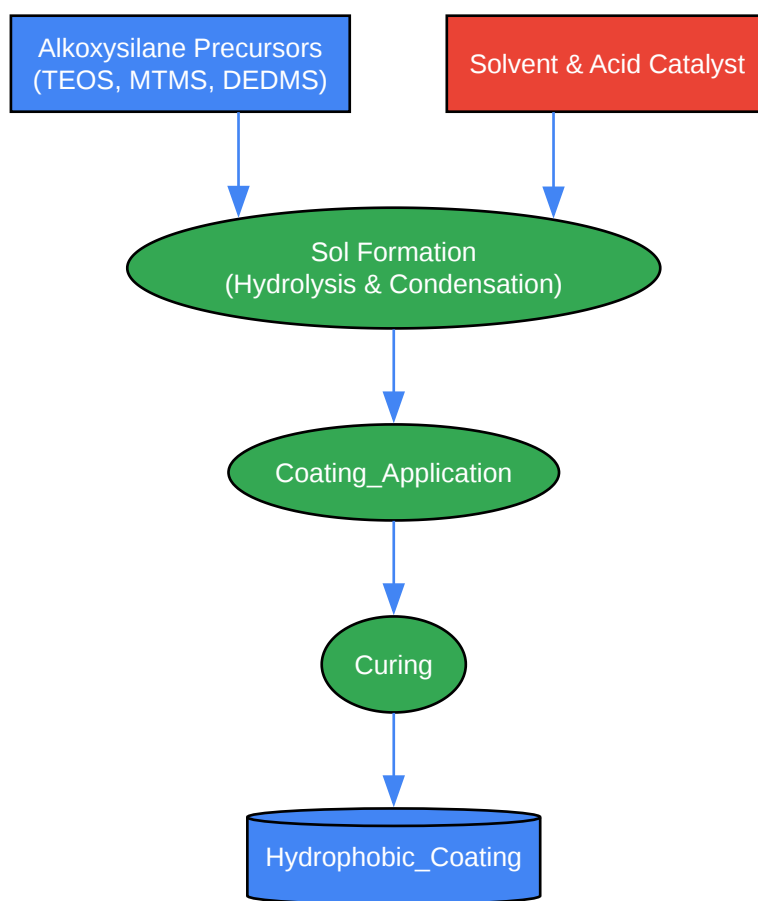 Alkoxysilane Precursors
(TEOS, MTMS, DEDMS)
Solvent & Acid Catalyst
Sol Formation
(Hydrolysis & Condensation)
Coating_Application
Curing
Hydrophobic_Coating